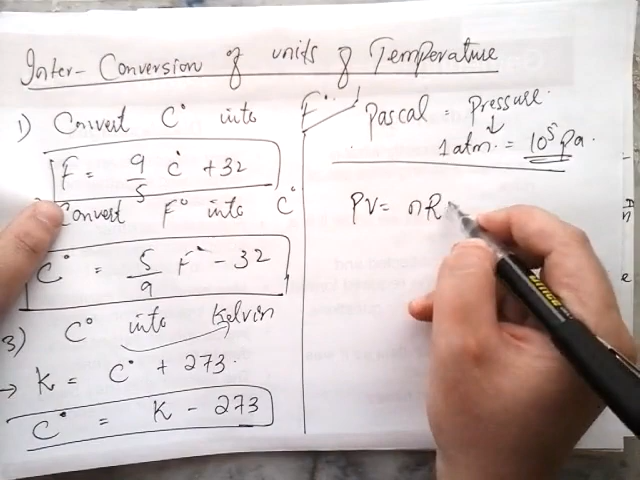 Inter-Conversion of units of Temperature
1) Convert C° into F°.
F = 9/5 C° + 32
Convert F° into C°
C° = 5/9 F° - 32
3) C° into Kelvin
→ K = C° + 273.
C° = K - 273
Pascal = Pressure.
↓
1 atm. = 10⁵ pa.
PV = nR